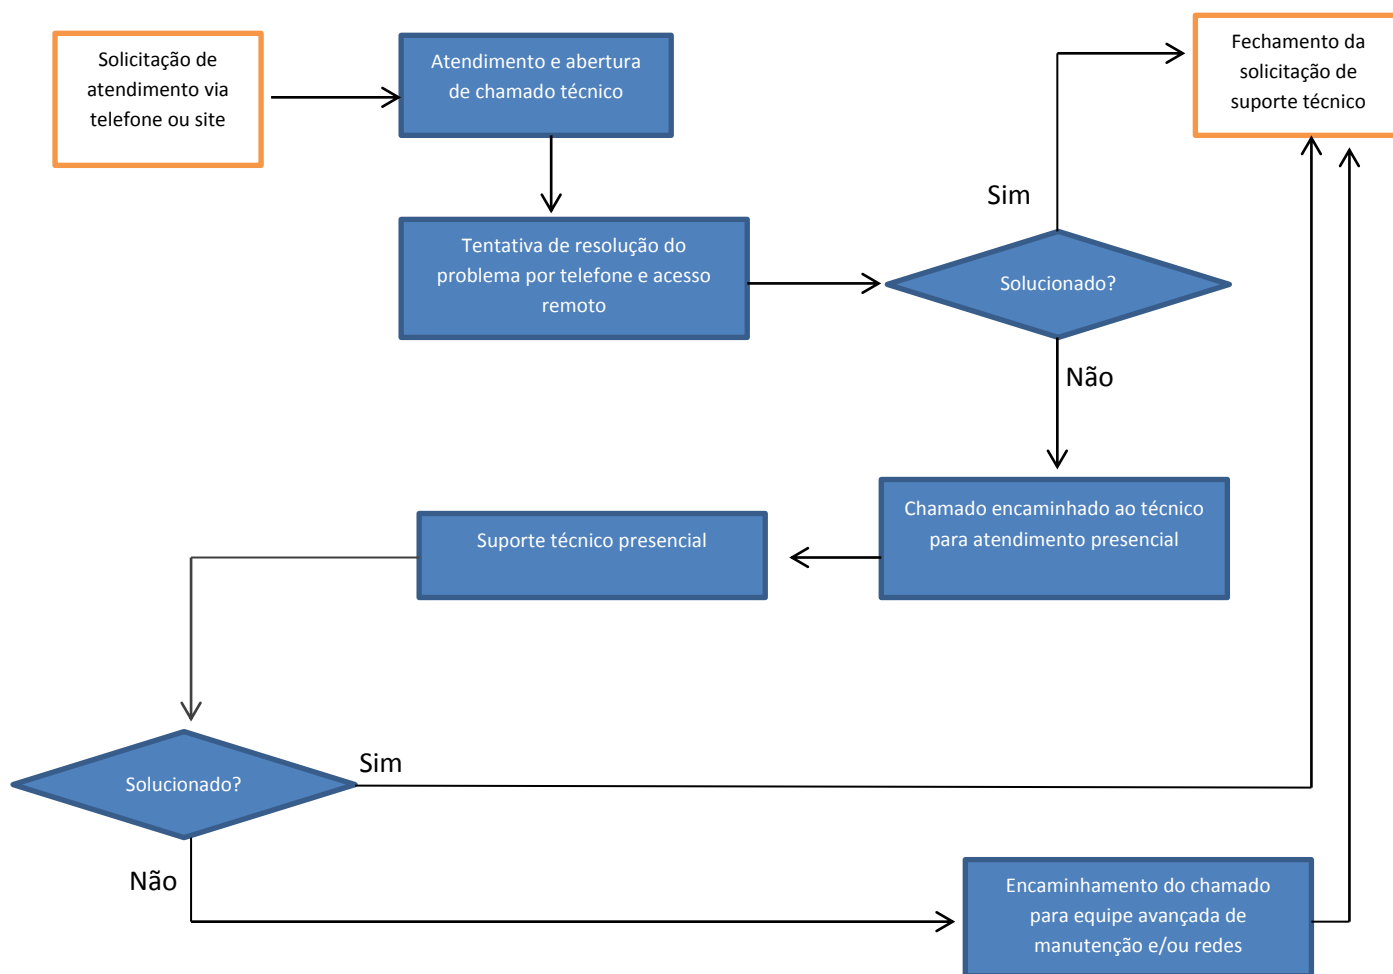 Solicitação de
atendimento via
telefone ou site
Atendimento e abertura
de chamado técnico
Fechamento da
solicitação de
suporte técnico
Sim
Tentativa de resolução do
problema por telefone e acesso
remoto
Solucionado?
Não
Chamado encaminhado ao técnico
para atendimento presencial
Suporte técnico presencial
Solucionado?
Sim
Não
Encaminhamento do chamado
para equipe avançada de
manutenção e/ou redes